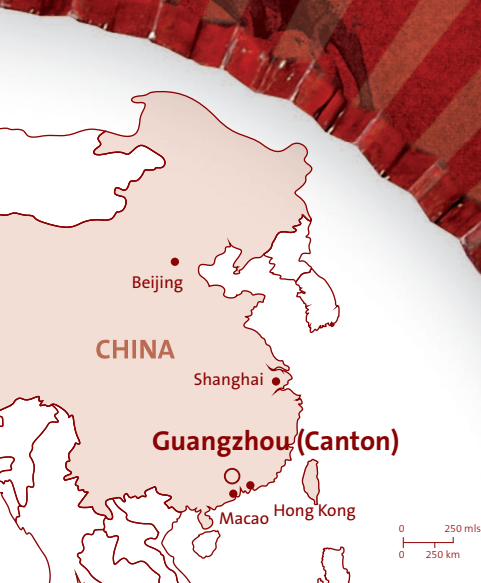 Beijing
CHINA
Shanghai
Guangzhou (Canton)
Macao
Hong Kong
0 250 mls
0 250 km